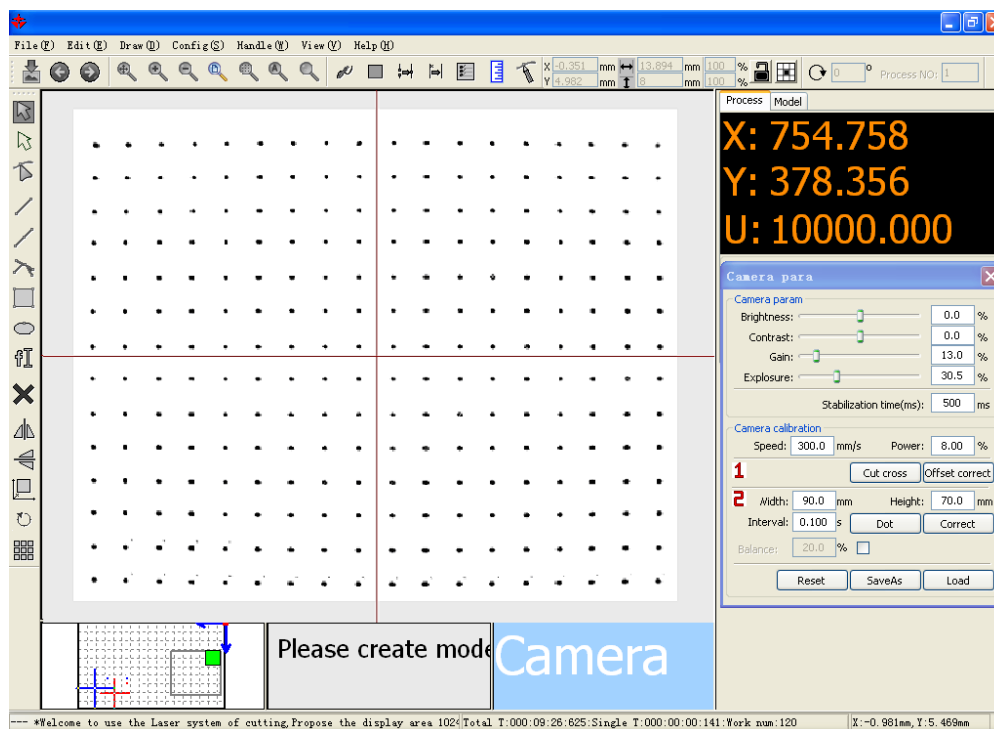 File(F) Edit(E) Draw(D) Config(S) Handle(W) View(V) Help(H)
X -0.351 mm 13.894 mm 100 % 0 ° Process NO: 1
Y 4.982 mm 8 mm 100 %
Process Model
X: 754.758
Y: 378.356
U: 10000.000
Camera para
Camera param
Brightness: 0.0 %
Contrast: 0.0 %
Gain: 13.0 %
Explosure: 30.5 %
Stabilization time(ms): 500 ms
Camera calibration
Speed: 300.0 mm/s Power: 8.00 %
1 Cut cross Offset correct
2 Width: 90.0 mm Height: 70.0 mm
Interval: 0.100 s Dot Correct
Balance: 20.0 %
Reset SaveAs Load
Please create mode
Camera
--- *Welcome to use the Laser system of cutting,Propose the display area 1024 Total T:000:09:26:625:Single T:000:00:00:141:Work num:120 X:-0.981mm,Y:5.469mm